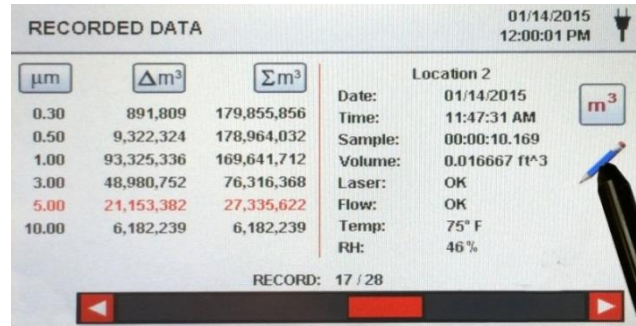 RECORDED DATA
01/14/2015
12:00:01 PM
µm Δm³ Σm³
0.30 891,809 179,855,856
0.50 9,322,324 178,964,032
1.00 93,325,336 169,641,712
3.00 48,980,752 76,316,368
5.00 21,153,382 27,335,622
10.00 6,182,239 6,182,239
Location 2
Date: 01/14/2015
Time: 11:47:31 AM
Sample: 00:00:10.169
Volume: 0.016667 ft^3
Laser: OK
Flow: OK
Temp: 75° F
RH: 46%
m³
RECORD: 17 / 28